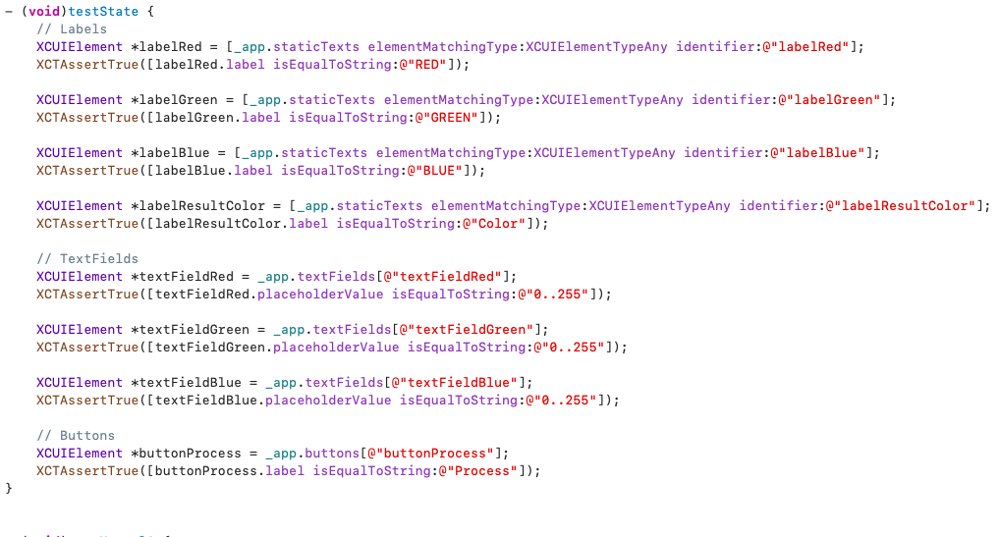 - (void)testState {
    // Labels
    XCUIElement *labelRed = [_app.staticTexts elementMatchingType:XCUIElementTypeAny identifier:@"labelRed"];
    XCTAssertTrue([labelRed.label isEqualToString:@"RED"]);

    XCUIElement *labelGreen = [_app.staticTexts elementMatchingType:XCUIElementTypeAny identifier:@"labelGreen"];
    XCTAssertTrue([labelGreen.label isEqualToString:@"GREEN"]);

    XCUIElement *labelBlue = [_app.staticTexts elementMatchingType:XCUIElementTypeAny identifier:@"labelBlue"];
    XCTAssertTrue([labelBlue.label isEqualToString:@"BLUE"]);

    XCUIElement *labelResultColor = [_app.staticTexts elementMatchingType:XCUIElementTypeAny identifier:@"labelResultColor"];
    XCTAssertTrue([labelResultColor.label isEqualToString:@"Color"]);

    // TextFields
    XCUIElement *textFieldRed = _app.textFields[@"textFieldRed"];
    XCTAssertTrue([textFieldRed.placeholderValue isEqualToString:@"0..255"]);

    XCUIElement *textFieldGreen = _app.textFields[@"textFieldGreen"];
    XCTAssertTrue([textFieldGreen.placeholderValue isEqualToString:@"0..255"]);

    XCUIElement *textFieldBlue = _app.textFields[@"textFieldBlue"];
    XCTAssertTrue([textFieldBlue.placeholderValue isEqualToString:@"0..255"]);

    // Buttons
    XCUIElement *buttonProcess = _app.buttons[@"buttonProcess"];
    XCTAssertTrue([buttonProcess.label isEqualToString:@"Process"]);
}